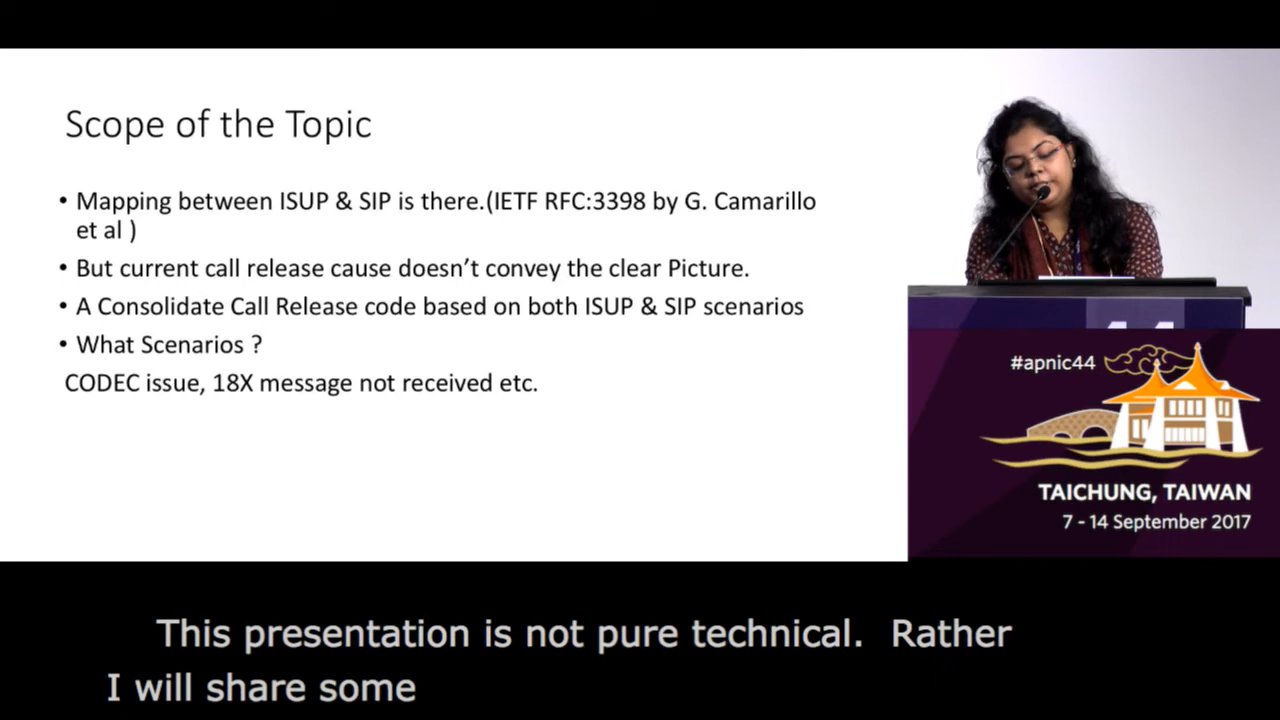 Scope of the Topic
• Mapping between ISUP & SIP is there.(IETF RFC:3398 by G. Camarillo
et al )
• But current call release cause doesn't convey the clear Picture.
• A Consolidate Call Release code based on both ISUP & SIP scenarios
• What Scenarios ?
CODEC issue, 18X message not received etc.
#apnic44
TAICHUNG, TAIWAN
7 - 14 September 2017
This presentation is not pure technical.  Rather
I will share some